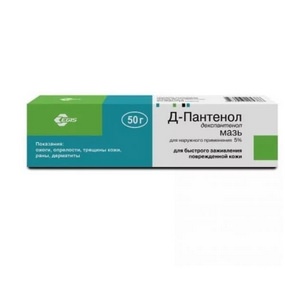 EGIS
50 г
Д-Пантенол
декспантенол
мазь
для наружного применения 5%
Показания:
ожоги, опрелости, трещины кожи,
раны, дерматиты
для быстрого заживления
поврежденной кожи